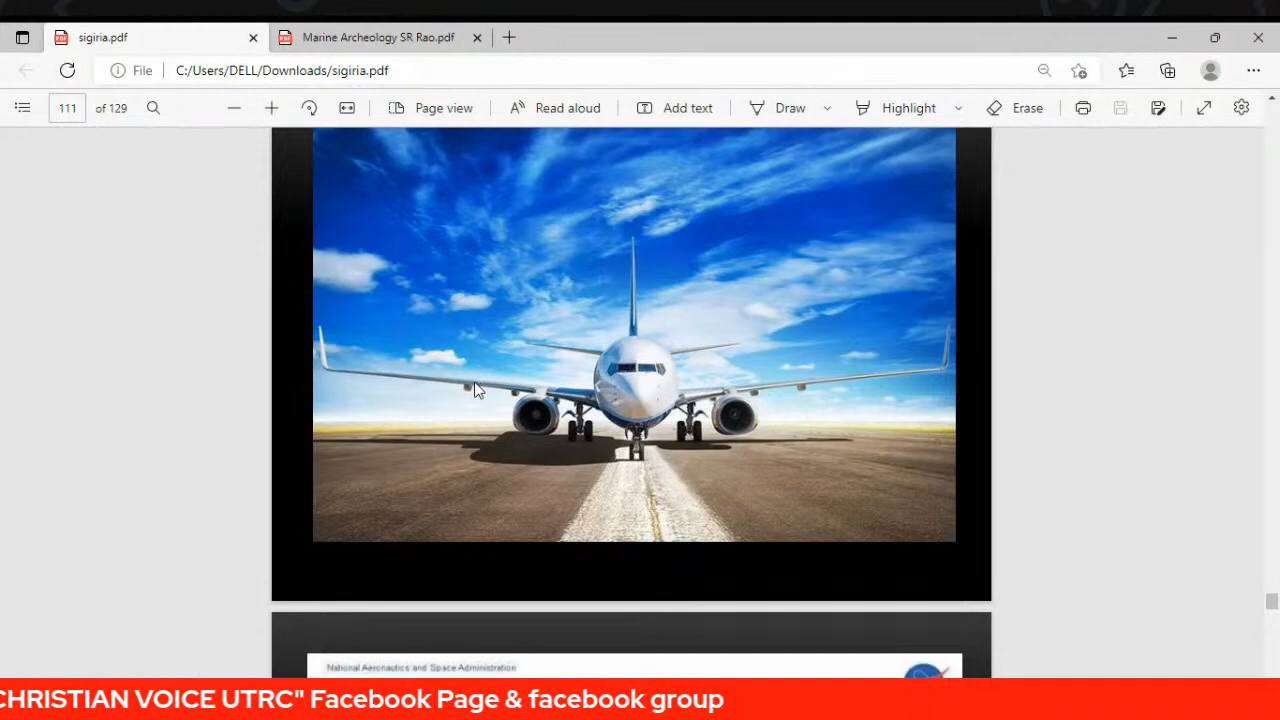 sigiria.pdf
Marine Archeology SR Rao.pdf
File
C:/Users/DELL/Downloads/sigiria.pdf
111 of 129
Page view
Read aloud
Add text
Draw
Highlight
Erase
National Aeronautics and Space Administration
CHRISTIAN VOICE UTRC" Facebook Page & facebook group